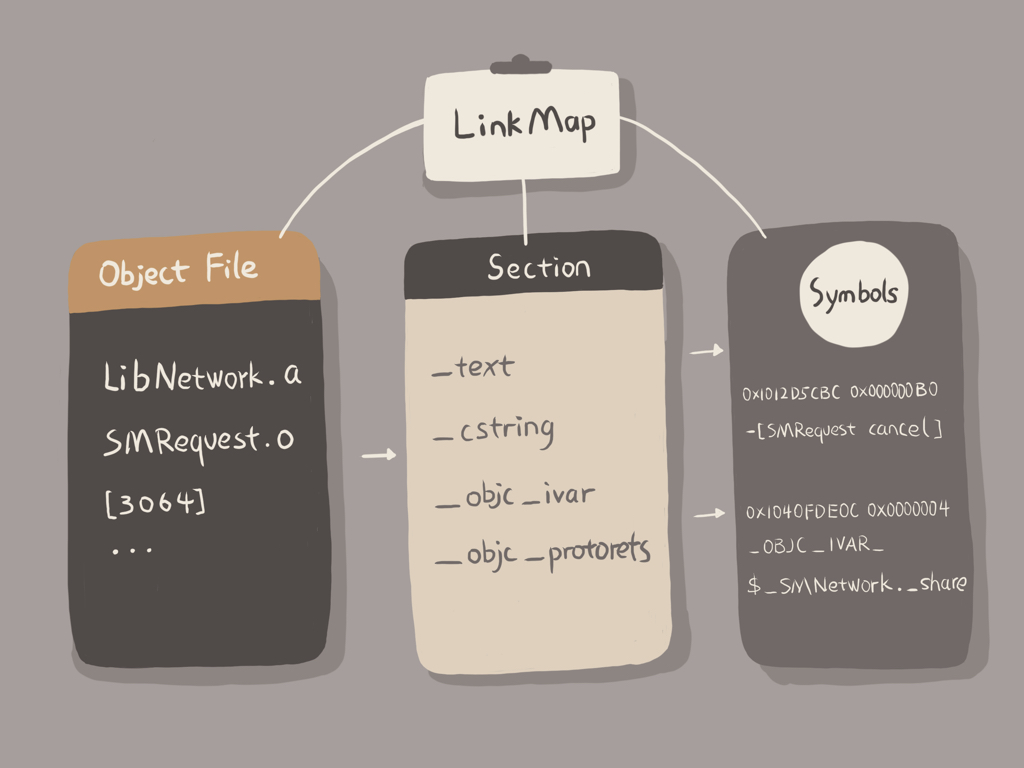 LinkMap
Object File
LibNetwork.a
SMRequest.o
[3064]
...
Section
_text
_cstring
_objc_ivar
_objc_protorets
Symbols
0x1012D5CBC 0x000000B0
-[SMRequest cancel]
0x1040FDE0C 0x0000004
_OBJC_IVAR_
$_SMNetwork._share